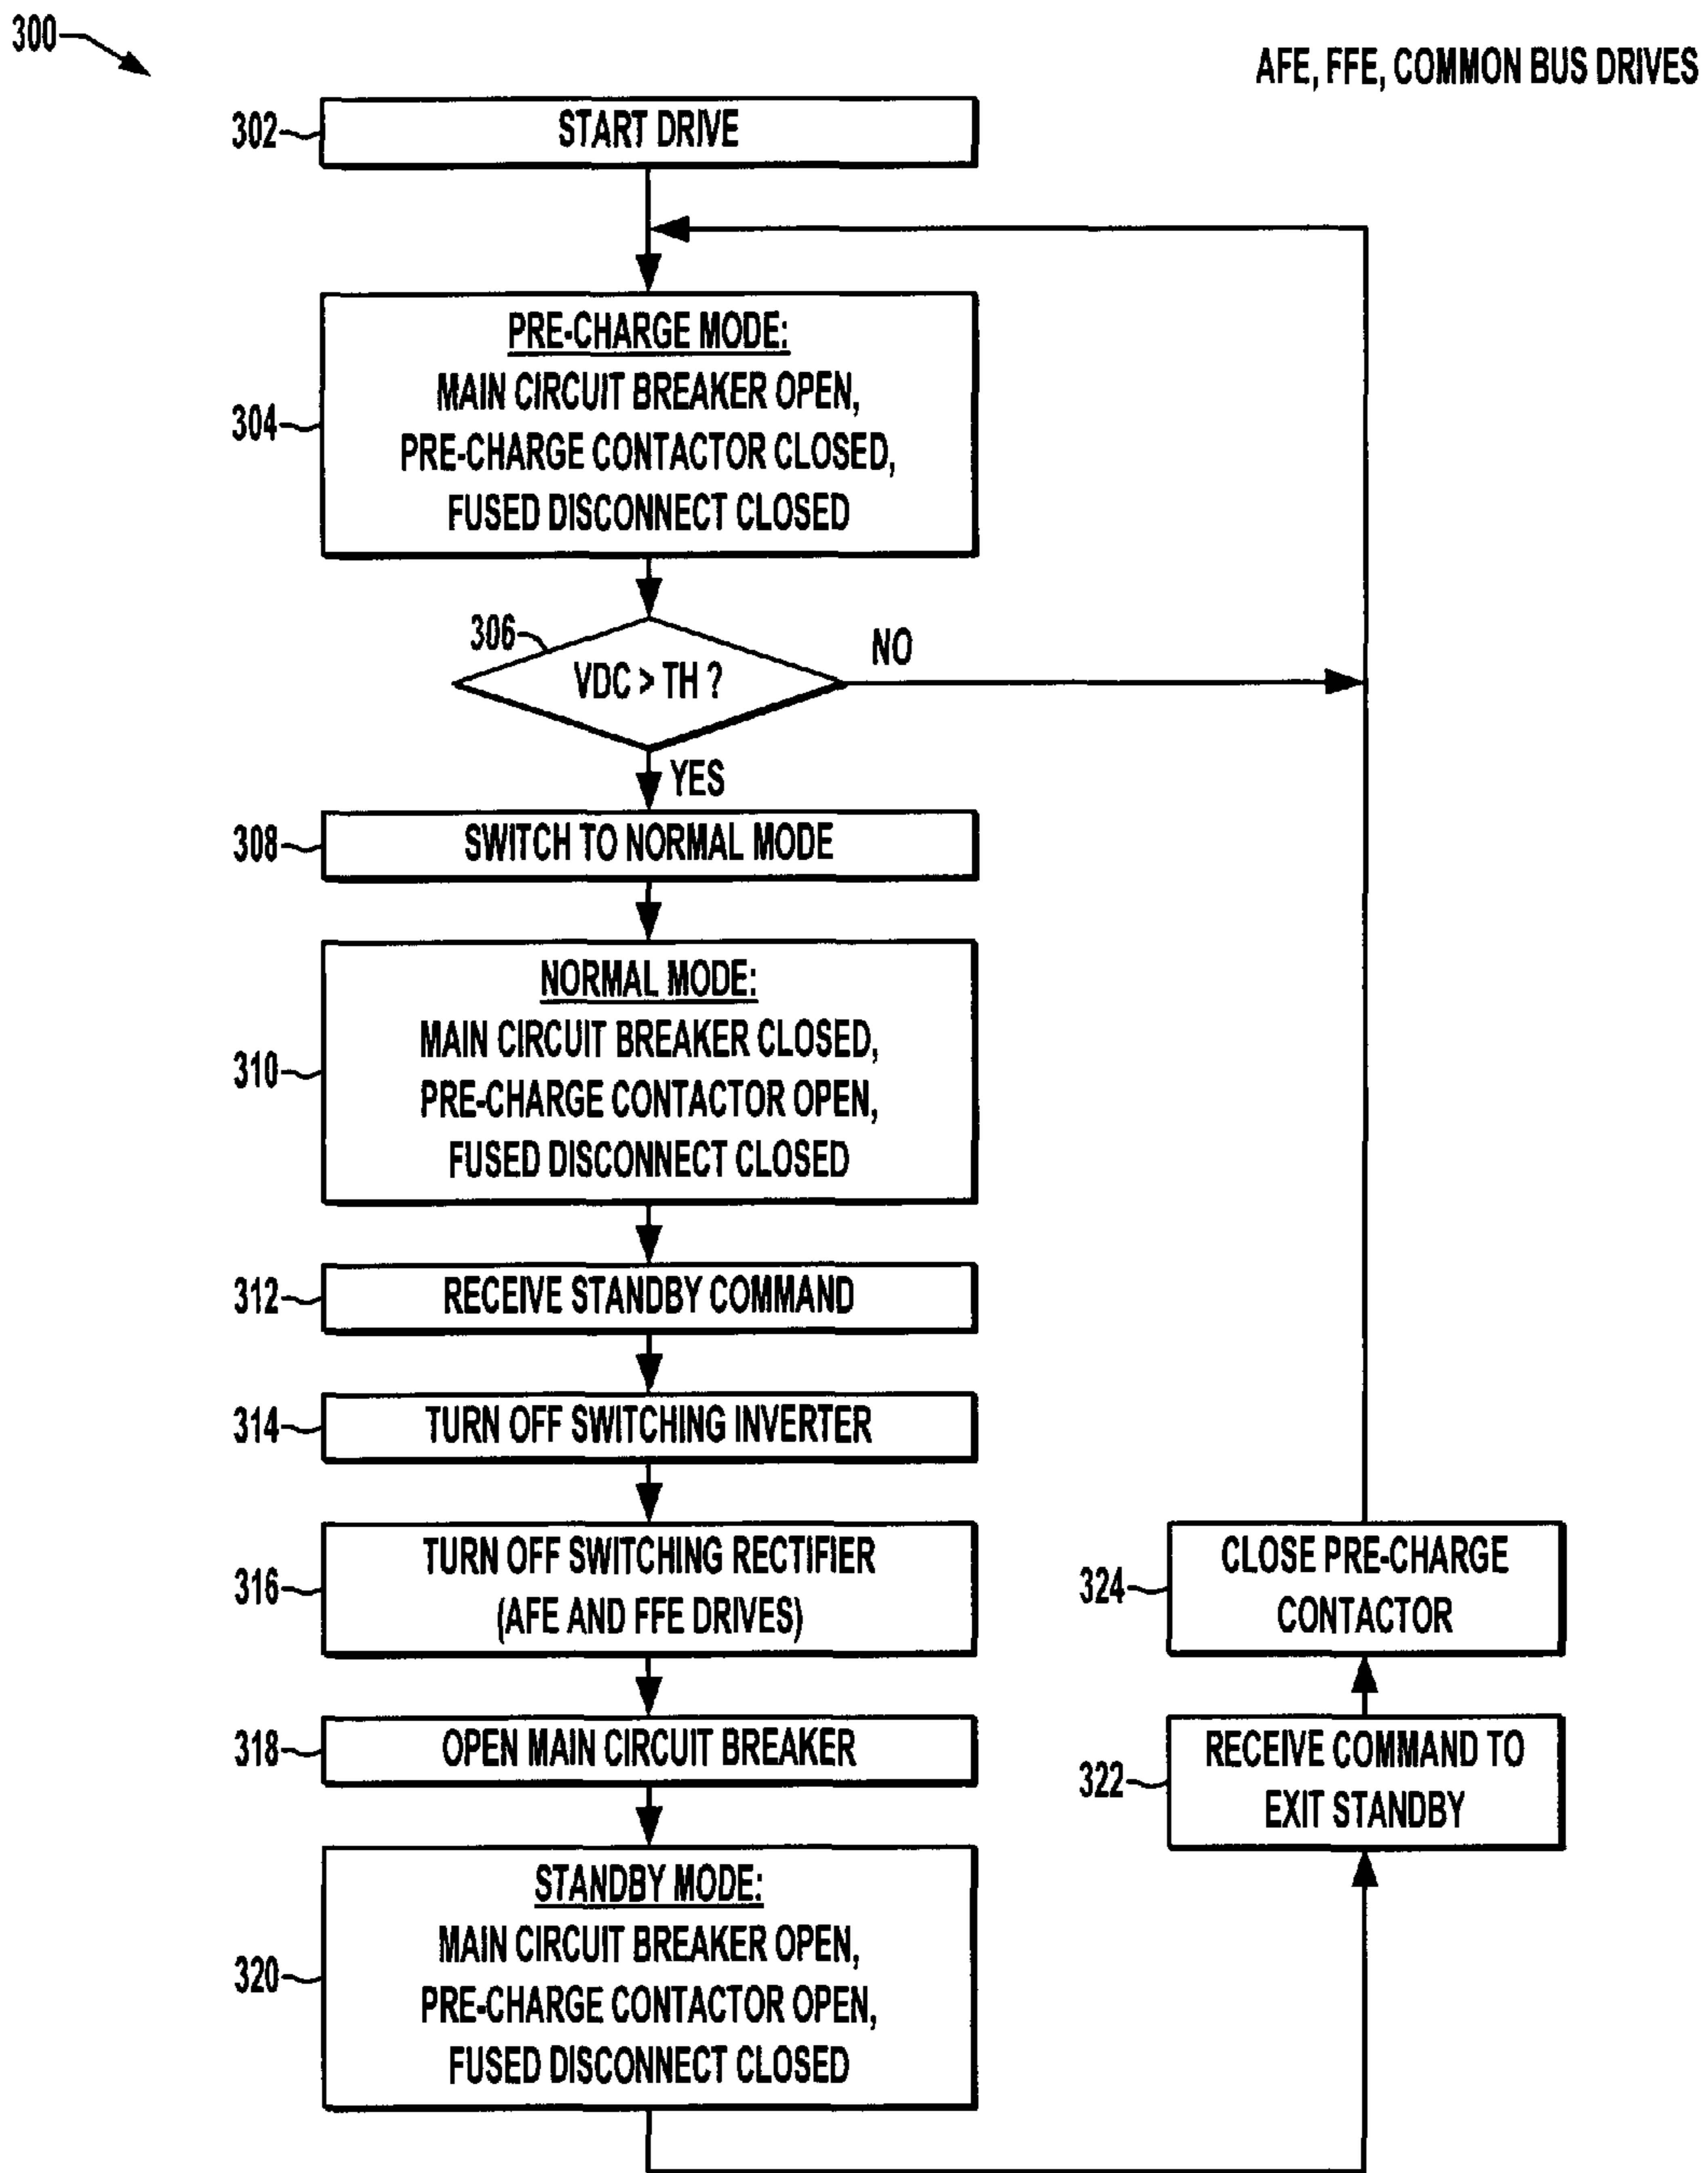 300
AFE, FFE, COMMON BUS DRIVES
302
START DRIVE
304
PRE-CHARGE MODE:
MAIN CIRCUIT BREAKER OPEN,
PRE-CHARGE CONTACTOR CLOSED,
FUSED DISCONNECT CLOSED
306
VDC > TH ?
NO
YES
308
SWITCH TO NORMAL MODE
310
NORMAL MODE:
MAIN CIRCUIT BREAKER CLOSED,
PRE-CHARGE CONTACTOR OPEN,
FUSED DISCONNECT CLOSED
312
RECEIVE STANDBY COMMAND
314
TURN OFF SWITCHING INVERTER
316
TURN OFF SWITCHING RECTIFIER
(AFE AND FFE DRIVES)
318
OPEN MAIN CIRCUIT BREAKER
320
STANDBY MODE:
MAIN CIRCUIT BREAKER OPEN,
PRE-CHARGE CONTACTOR OPEN,
FUSED DISCONNECT CLOSED
322
RECEIVE COMMAND TO
EXIT STANDBY
324
CLOSE PRE-CHARGE
CONTACTOR